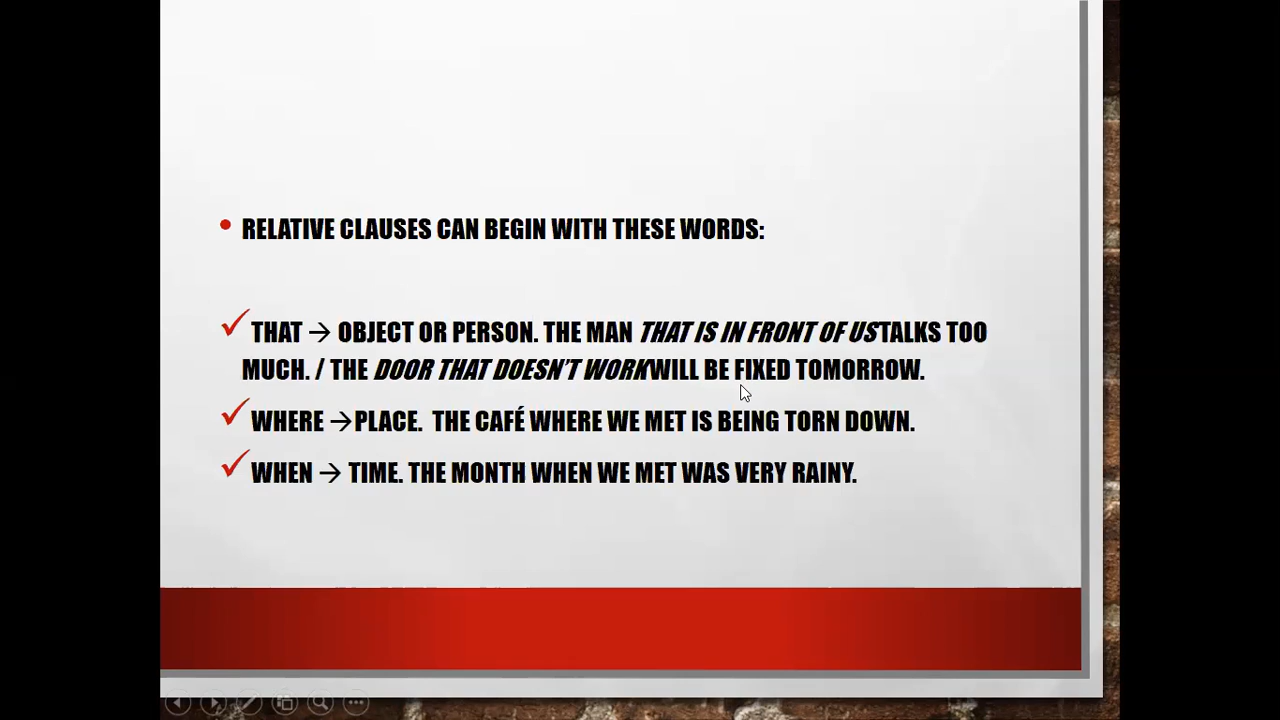 • RELATIVE CLAUSES CAN BEGIN WITH THESE WORDS:
✓THAT → OBJECT OR PERSON. THE MAN THAT IS IN FRONT OF USTALKS TOO
MUCH. / THE DOOR THAT DOESN'T WORKWILL BE FIXED TOMORROW.
✓WHERE →PLACE. THE CAFÉ WHERE WE MET IS BEING TORN DOWN.
✓WHEN → TIME. THE MONTH WHEN WE MET WAS VERY RAINY.